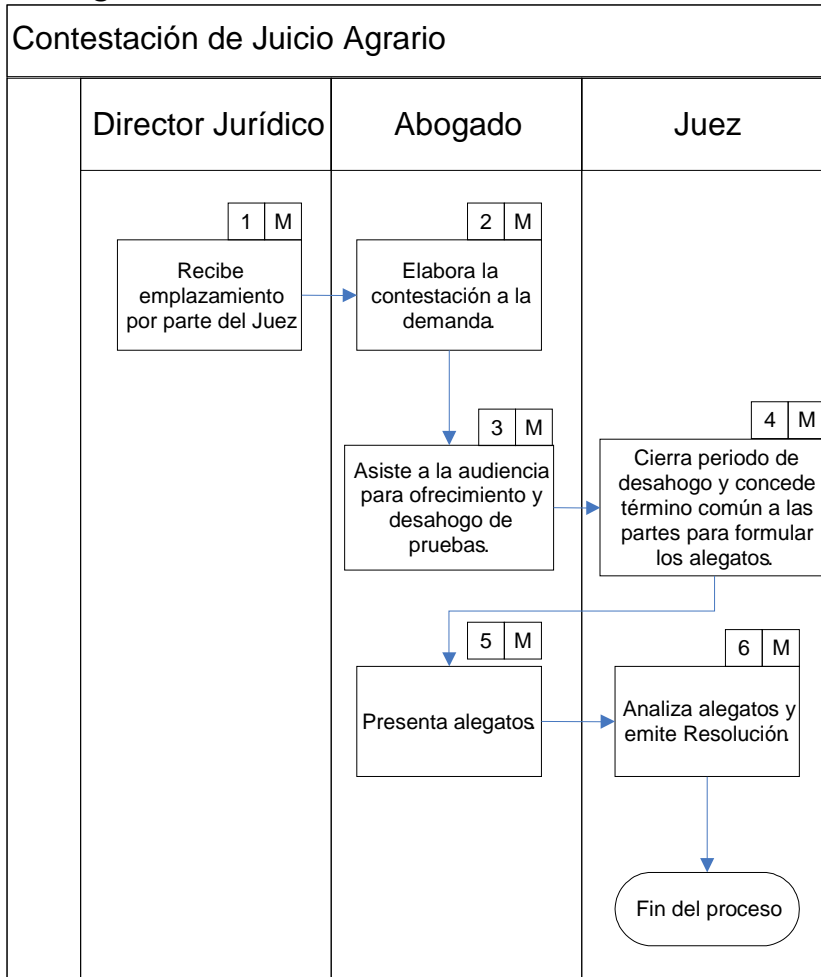 Contestación de Juicio Agrario
Director Jurídico
Abogado
Juez
1 M
Recibe
emplazamiento
por parte del Juez
2 M
Elabora la
contestación a la
demanda.
3 M
Asiste a la audiencia
para ofrecimiento y
desahogo de
pruebas.
4 M
Cierra periodo de
desahogo y concede
término común a las
partes para formular
los alegatos.
5 M
Presenta alegatos.
6 M
Analiza alegatos y
emite Resolución.
Fin del proceso